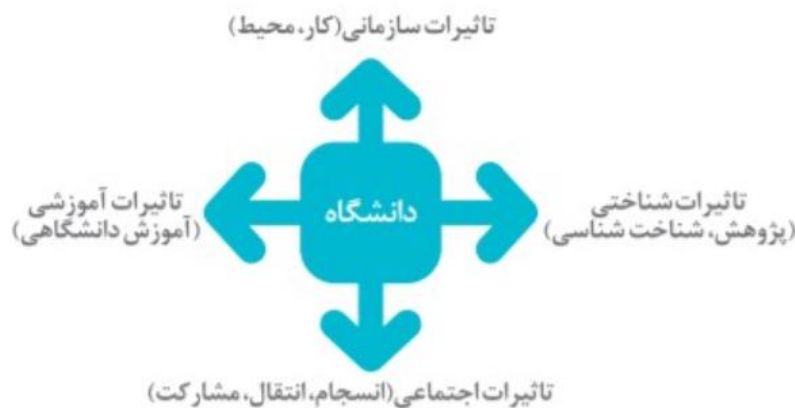 تاثیرات سازمانی(کار، محیط)
تاثیرات شناختی
(پژوهش، شناخت شناسی)
دانشگاه
تاثیرات آموزشی
(آموزش دانشگاهی)
تاثیرات اجتماعی(انسجام، انتقال، مشارکت)